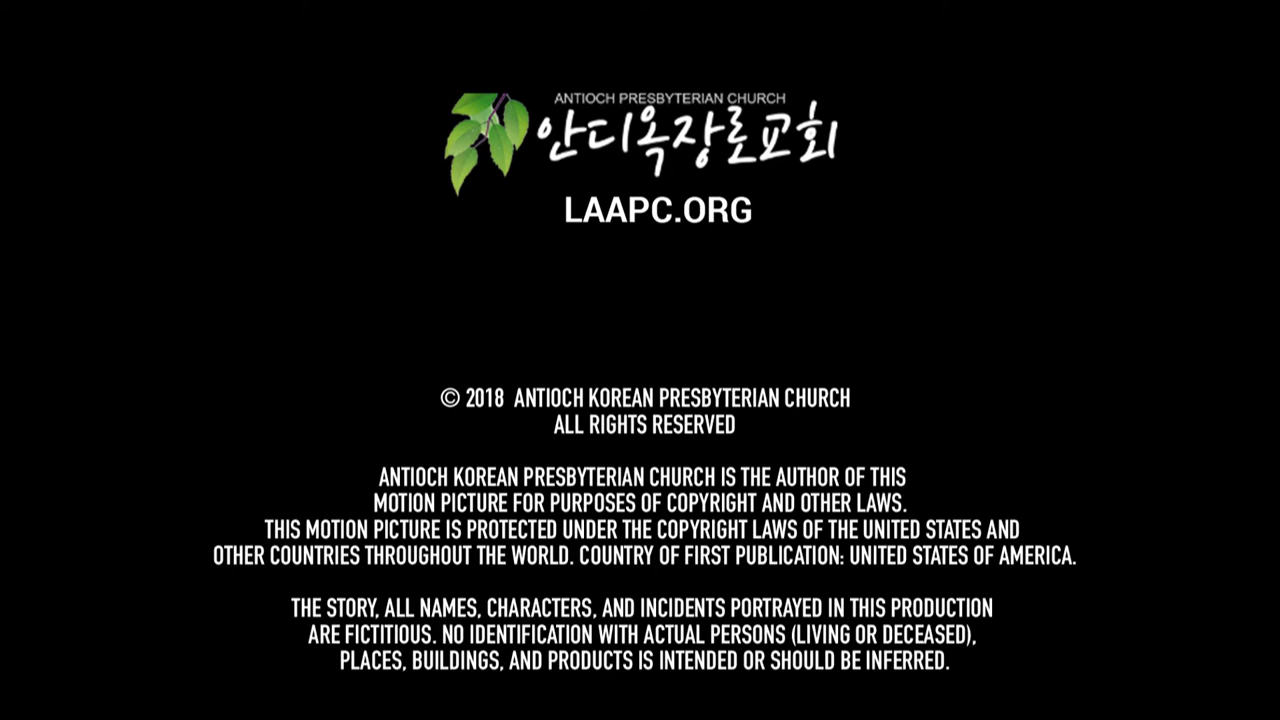 ANTIOCH PRESBYTERIAN CHURCH
안디옥장로교회
LAAPC.ORG
© 2018 ANTIOCH KOREAN PRESBYTERIAN CHURCH
ALL RIGHTS RESERVED
ANTIOCH KOREAN PRESBYTERIAN CHURCH IS THE AUTHOR OF THIS
MOTION PICTURE FOR PURPOSES OF COPYRIGHT AND OTHER LAWS.
THIS MOTION PICTURE IS PROTECTED UNDER THE COPYRIGHT LAWS OF THE UNITED STATES AND
OTHER COUNTRIES THROUGHOUT THE WORLD. COUNTRY OF FIRST PUBLICATION: UNITED STATES OF AMERICA.
THE STORY, ALL NAMES, CHARACTERS, AND INCIDENTS PORTRAYED IN THIS PRODUCTION
ARE FICTITIOUS. NO IDENTIFICATION WITH ACTUAL PERSONS (LIVING OR DECEASED),
PLACES, BUILDINGS, AND PRODUCTS IS INTENDED OR SHOULD BE INFERRED.